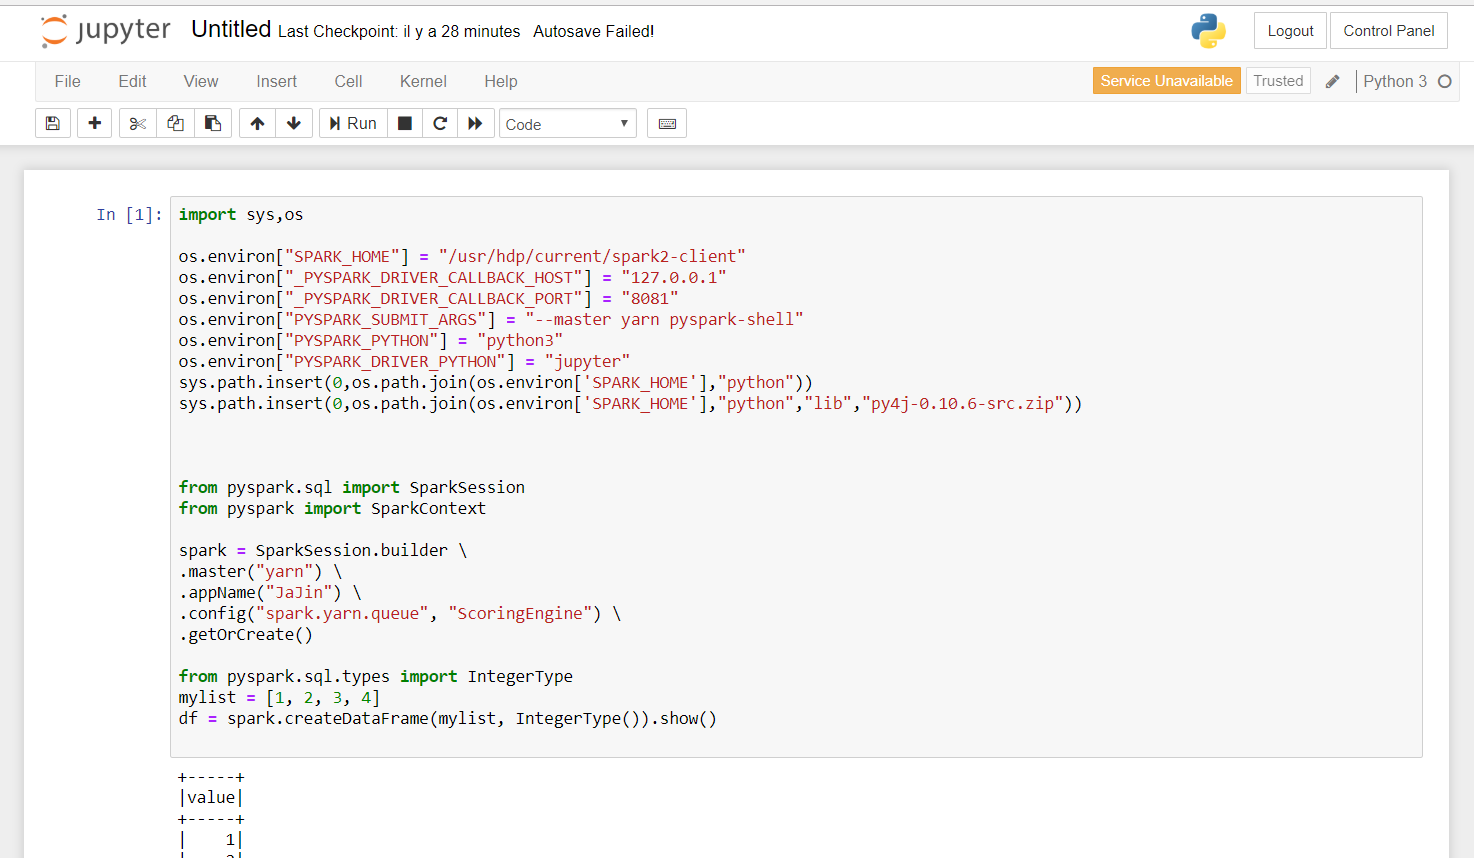 jupyter Untitled Last Checkpoint: il y a 28 minutes Autosave Failed! Logout Control Panel
File Edit View Insert Cell Kernel Help Service Unavailable Trusted Python 3
Run Code
In [1]: import sys,os
os.environ["SPARK_HOME"] = "/usr/hdp/current/spark2-client"
os.environ["_PYSPARK_DRIVER_CALLBACK_HOST"] = "127.0.0.1"
os.environ["_PYSPARK_DRIVER_CALLBACK_PORT"] = "8081"
os.environ["PYSPARK_SUBMIT_ARGS"] = "--master yarn pyspark-shell"
os.environ["PYSPARK_PYTHON"] = "python3"
os.environ["PYSPARK_DRIVER_PYTHON"] = "jupyter"
sys.path.insert(0,os.path.join(os.environ['SPARK_HOME'],"python"))
sys.path.insert(0,os.path.join(os.environ['SPARK_HOME'],"python","lib","py4j-0.10.6-src.zip"))
from pyspark.sql import SparkSession
from pyspark import SparkContext
spark = SparkSession.builder \
.master("yarn") \
.appName("JaJin") \
.config("spark.yarn.queue", "ScoringEngine") \
.getOrCreate()
from pyspark.sql.types import IntegerType
mylist = [1, 2, 3, 4]
df = spark.createDataFrame(mylist, IntegerType()).show()
+-----+
|value|
+-----+
|    1|